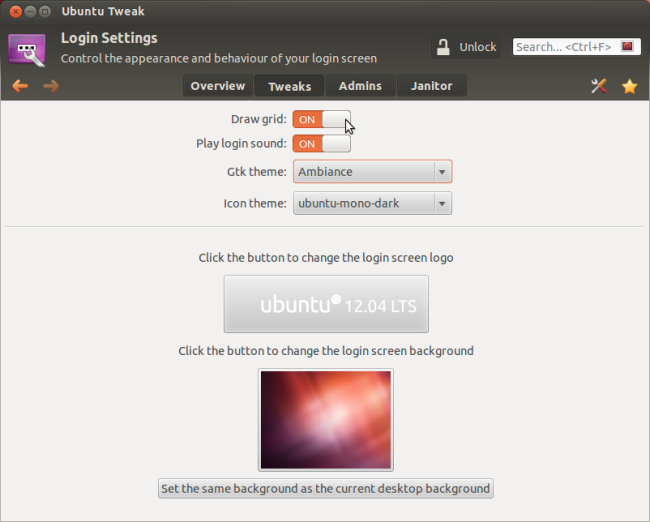 Ubuntu Tweak
Login Settings
Control the appearance and behaviour of your login screen
Unlock
Search... <Ctrl+F>
Overview
Tweaks
Admins
Janitor
Draw grid: ON
Play login sound: ON
Gtk theme: Ambiance
Icon theme: ubuntu-mono-dark
Click the button to change the login screen logo
ubuntu® 12.04 LTS
Click the button to change the login screen background
Set the same background as the current desktop background